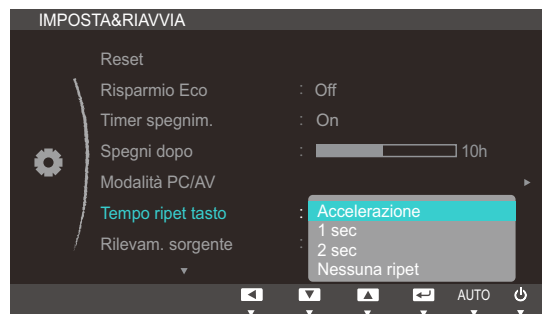 IMPOSTA&RIAVVIA
Reset
Risparmio Eco : Off
Timer spegnim. : On
Spegni dopo : 10h
Modalità PC/AV
Tempo ripet tasto : Accelerazione
1 sec
Rilevam. sorgente : 2 sec
Nessuna ripet
AUTO